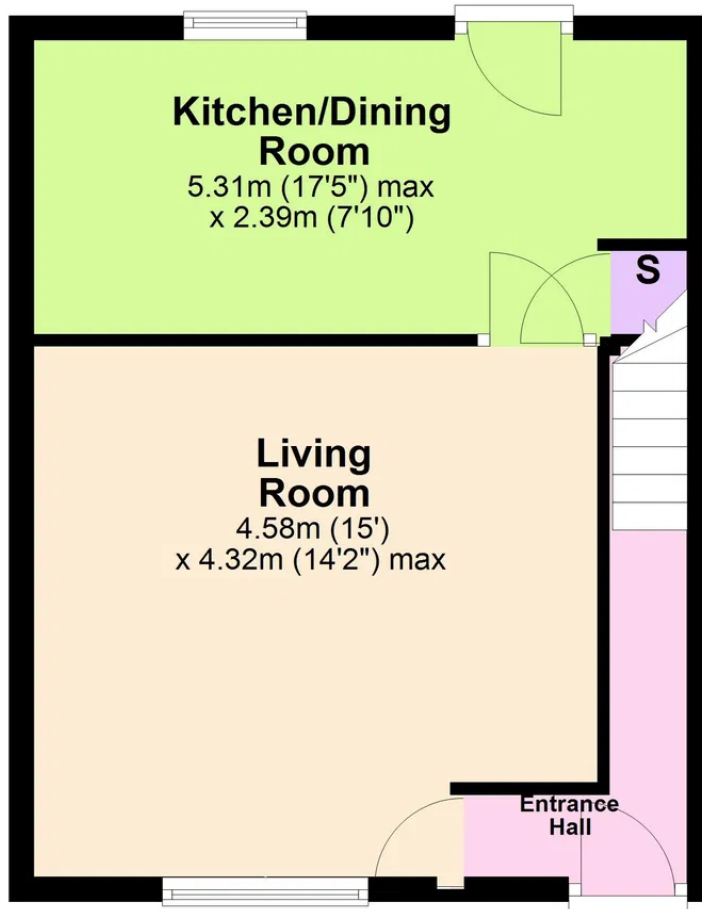 Kitchen/Dining
Room
5.31m (17'5") max
x 2.39m (7'10")
S
Living
Room
4.58m (15')
x 4.32m (14'2") max
Entrance
Hall